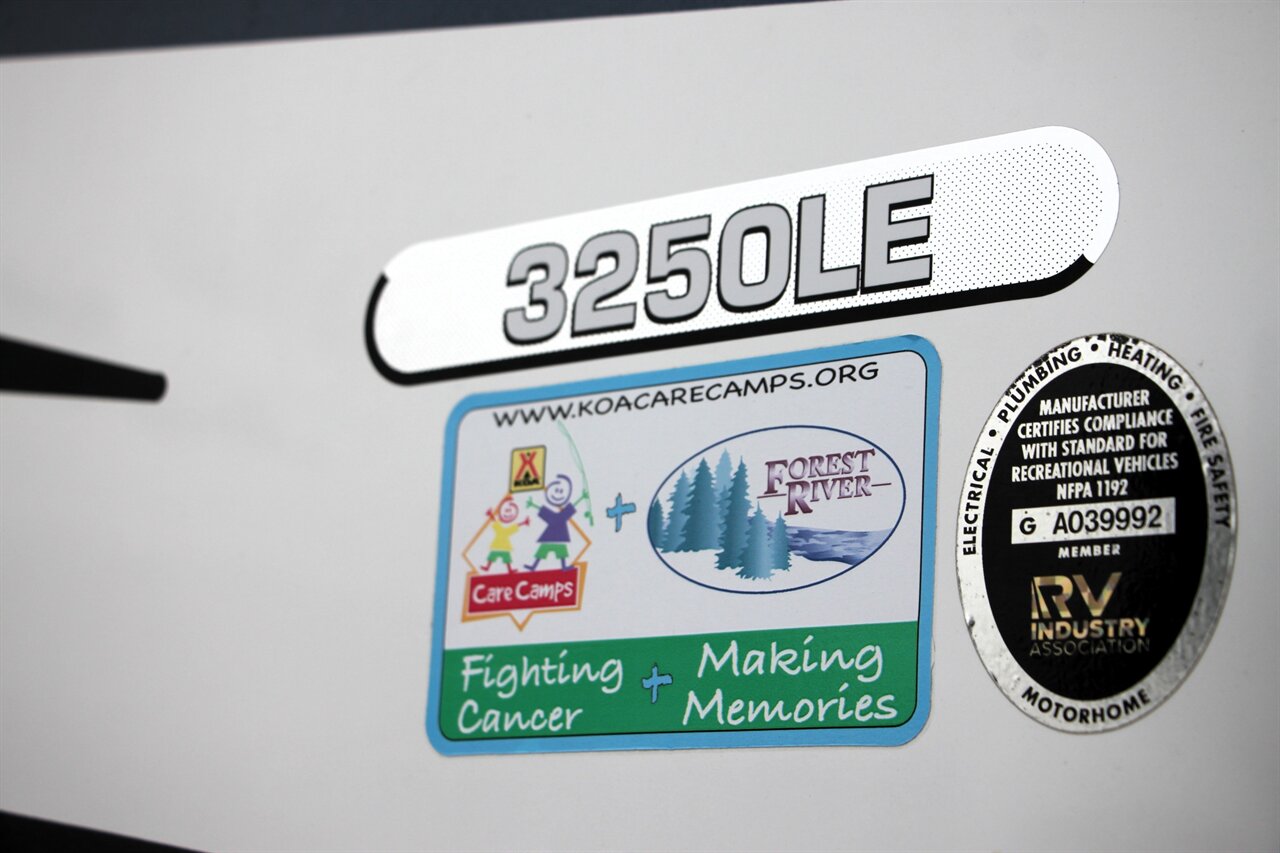 3250LE
WWW.KOACARECAMPS.ORG
KOA
Care Camps
+
FOREST
RIVER
Fighting
Cancer
+
Making
Memories
ELECTRICAL • PLUMBING • HEATING • FIRE SAFETY
MANUFACTURER
CERTIFIES COMPLIANCE
WITH STANDARD FOR
RECREATIONAL VEHICLES
NFPA 1192
G A039992
MEMBER
RV
INDUSTRY
ASSOCIATION
MOTORHOME